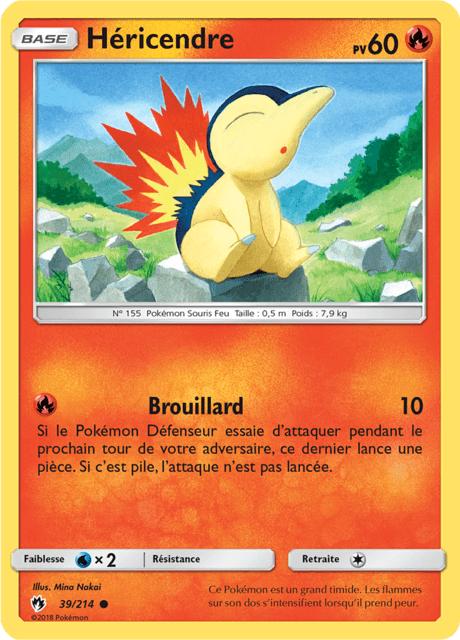 BASE Héricendre PV 60
N° 155 Pokémon Souris Feu Taille : 0,5 m Poids : 7,9 kg
Brouillard 10
Si le Pokémon Défenseur essaie d'attaquer pendant le
prochain tour de votre adversaire, ce dernier lance une
pièce. Si c'est pile, l'attaque n'est pas lancée.
Faiblesse ×2 Résistance Retraite
Illus. Mina Nakai
39/214
©2018 Pokémon
Ce Pokémon est un grand timide. Les flammes
sur son dos s'intensifient lorsqu'il prend peur.